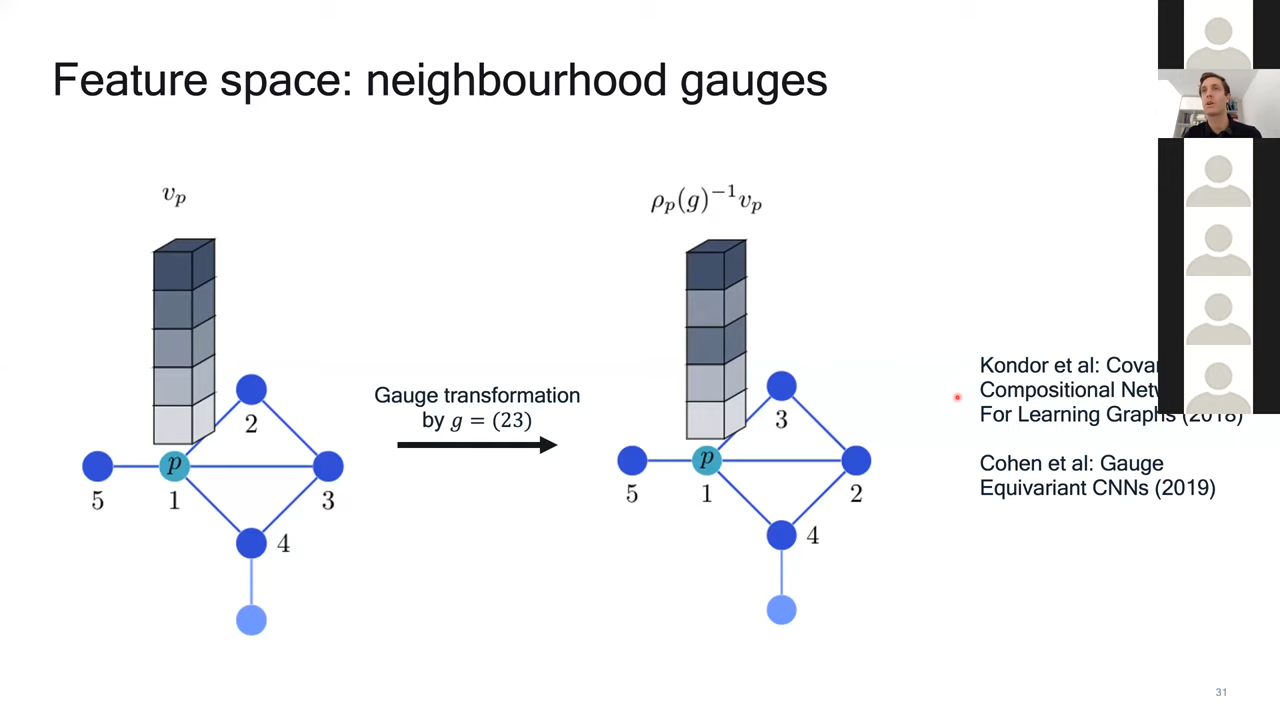 Feature space: neighbourhood gauges
v_p
ρ_p(g)^{-1}v_p
2
p
5
1
3
4
Gauge transformation
by g = (23)
3
p
5
1
2
4
Kondor et al: 
Compositional
For Learning Graphs (2018)
Cohen et al: Gauge
Equivariant CNNs (2019)
31